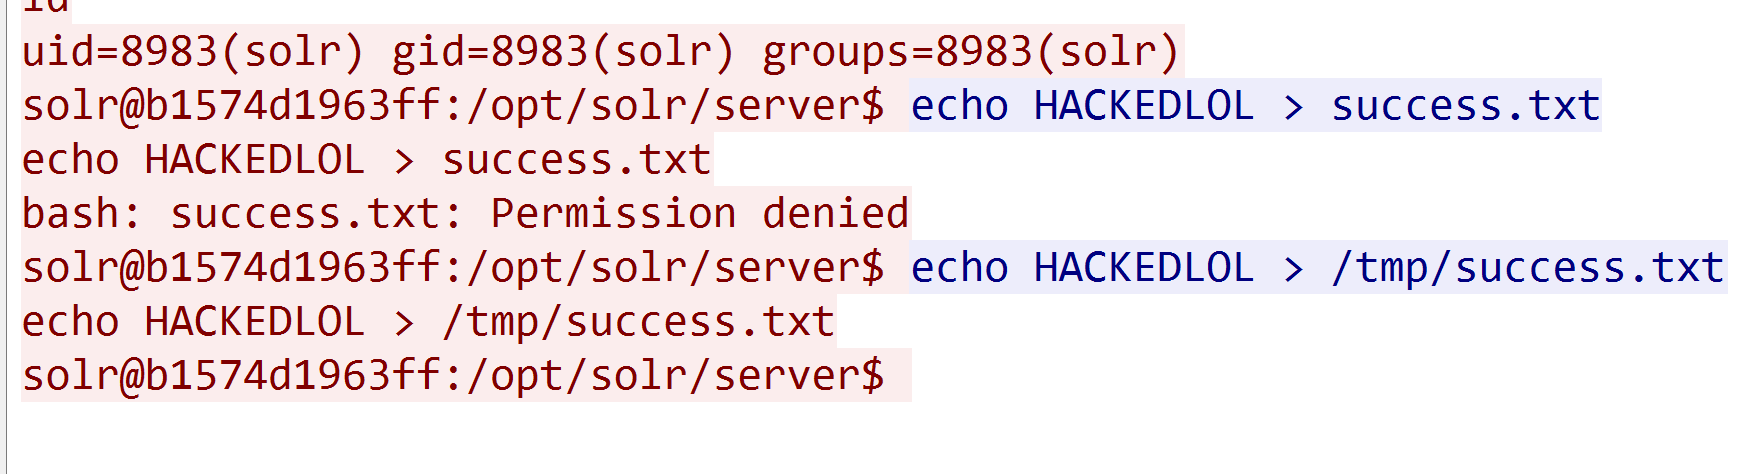 id
uid=8983(solr) gid=8983(solr) groups=8983(solr)
solr@b1574d1963ff:/opt/solr/server$ echo HACKEDLOL > success.txt
echo HACKEDLOL > success.txt
bash: success.txt: Permission denied
solr@b1574d1963ff:/opt/solr/server$ echo HACKEDLOL > /tmp/success.txt
echo HACKEDLOL > /tmp/success.txt
solr@b1574d1963ff:/opt/solr/server$